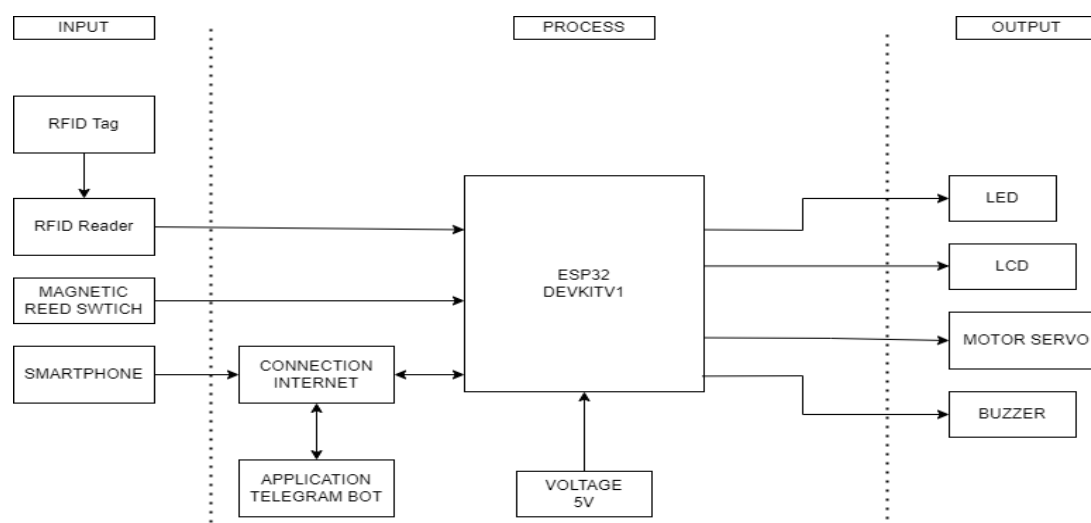 INPUT
PROCESS
OUTPUT
RFID Tag
RFID Reader
MAGNETIC
REED SWTICH
SMARTPHONE
CONNECTION
INTERNET
APPLICATION
TELEGRAM BOT
ESP32
DEVKITV1
VOLTAGE
5V
LED
LCD
MOTOR SERVO
BUZZER